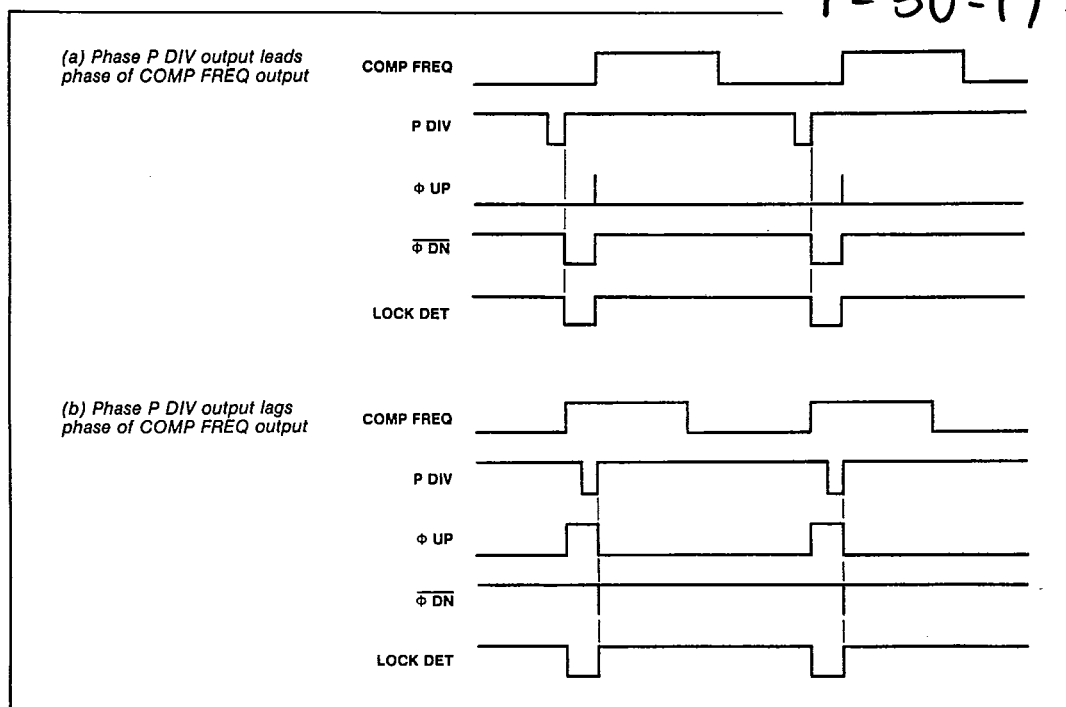 (a) Phase P DIV output leads
phase of COMP FREQ output
COMP FREQ
P DIV
Φ UP
Φ DN
LOCK DET
(b) Phase P DIV output lags
phase of COMP FREQ output
COMP FREQ
P DIV
Φ UP
Φ DN
LOCK DET